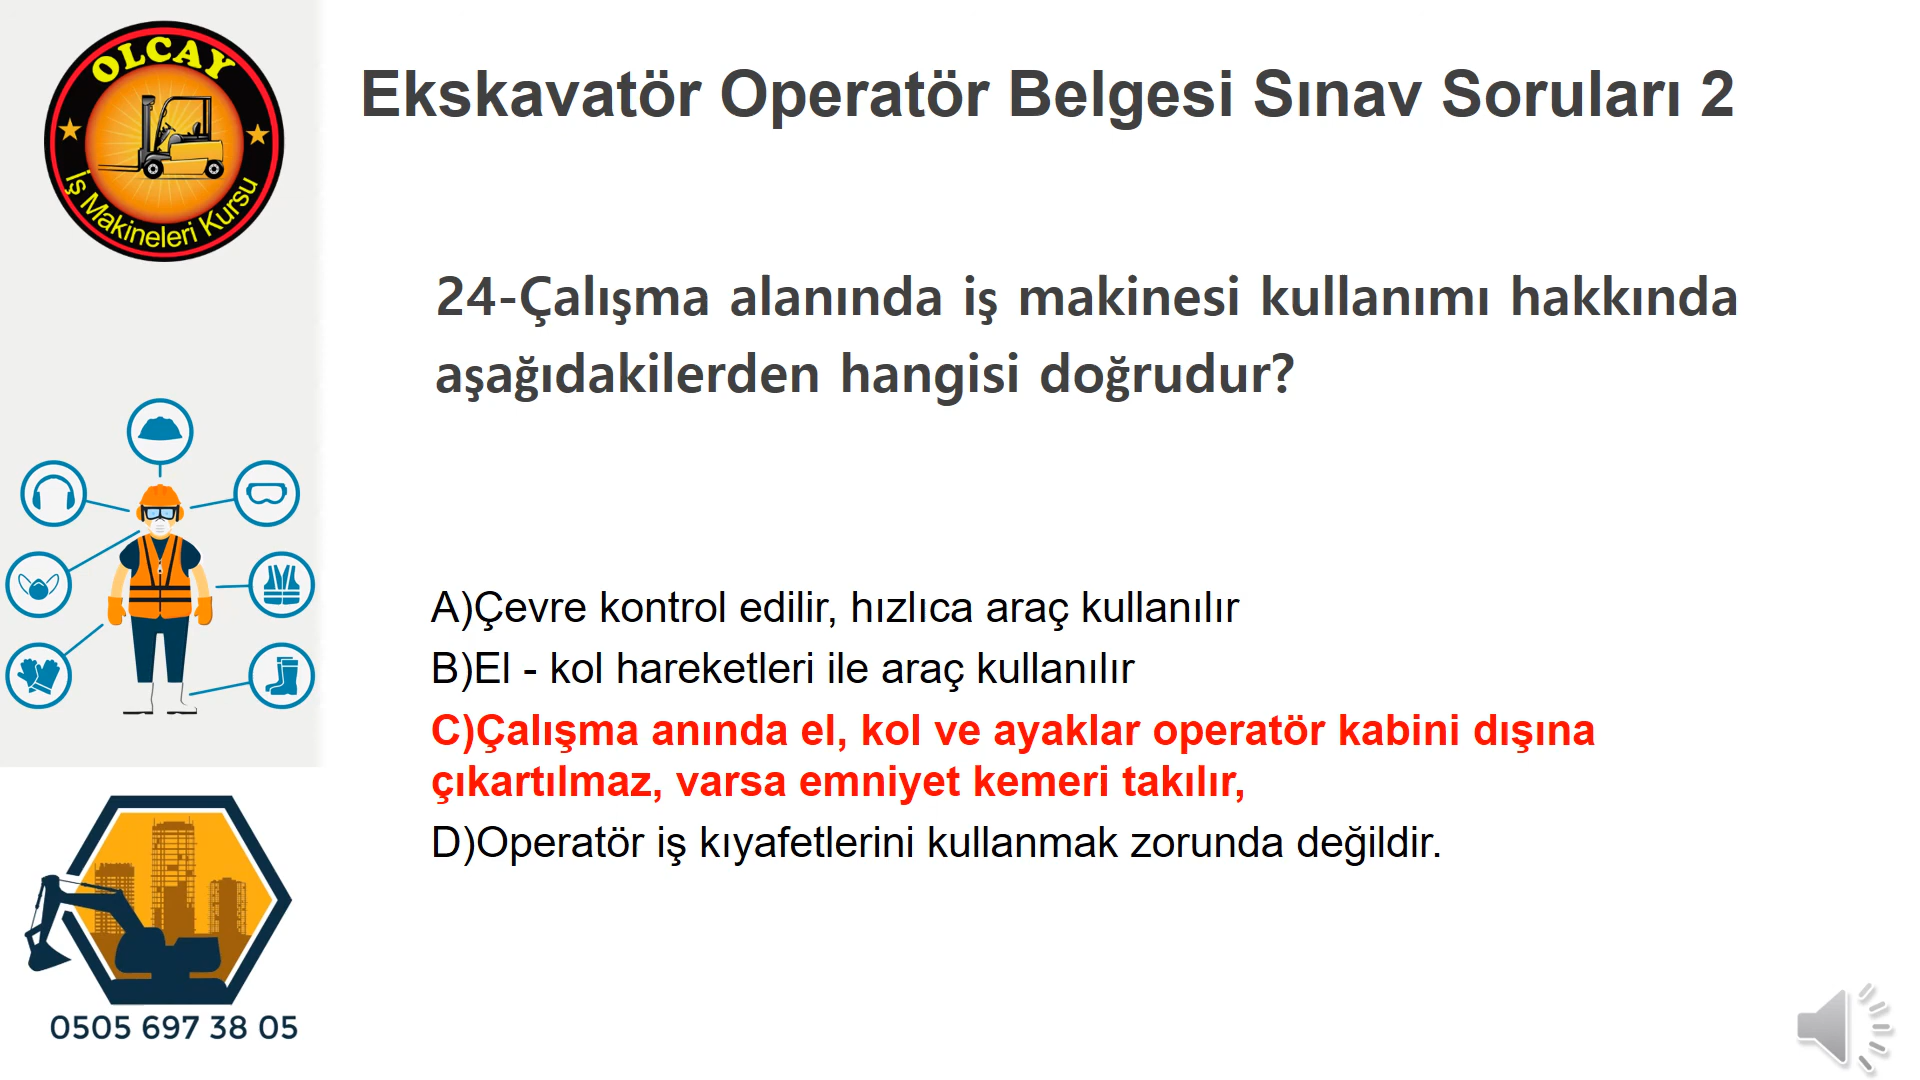 OLCAY
İş Makineleri Kursu
Ekskavatör Operatör Belgesi Sınav Soruları 2
24-Çalışma alanında iş makinesi kullanımı hakkında
aşağıdakilerden hangisi doğrudur?
A)Çevre kontrol edilir, hızlıca araç kullanılır
B)El - kol hareketleri ile araç kullanılır
C)Çalışma anında el, kol ve ayaklar operatör kabini dışına
çıkartılmaz, varsa emniyet kemeri takılır,
D)Operatör iş kıyafetlerini kullanmak zorunda değildir.
0505 697 38 05